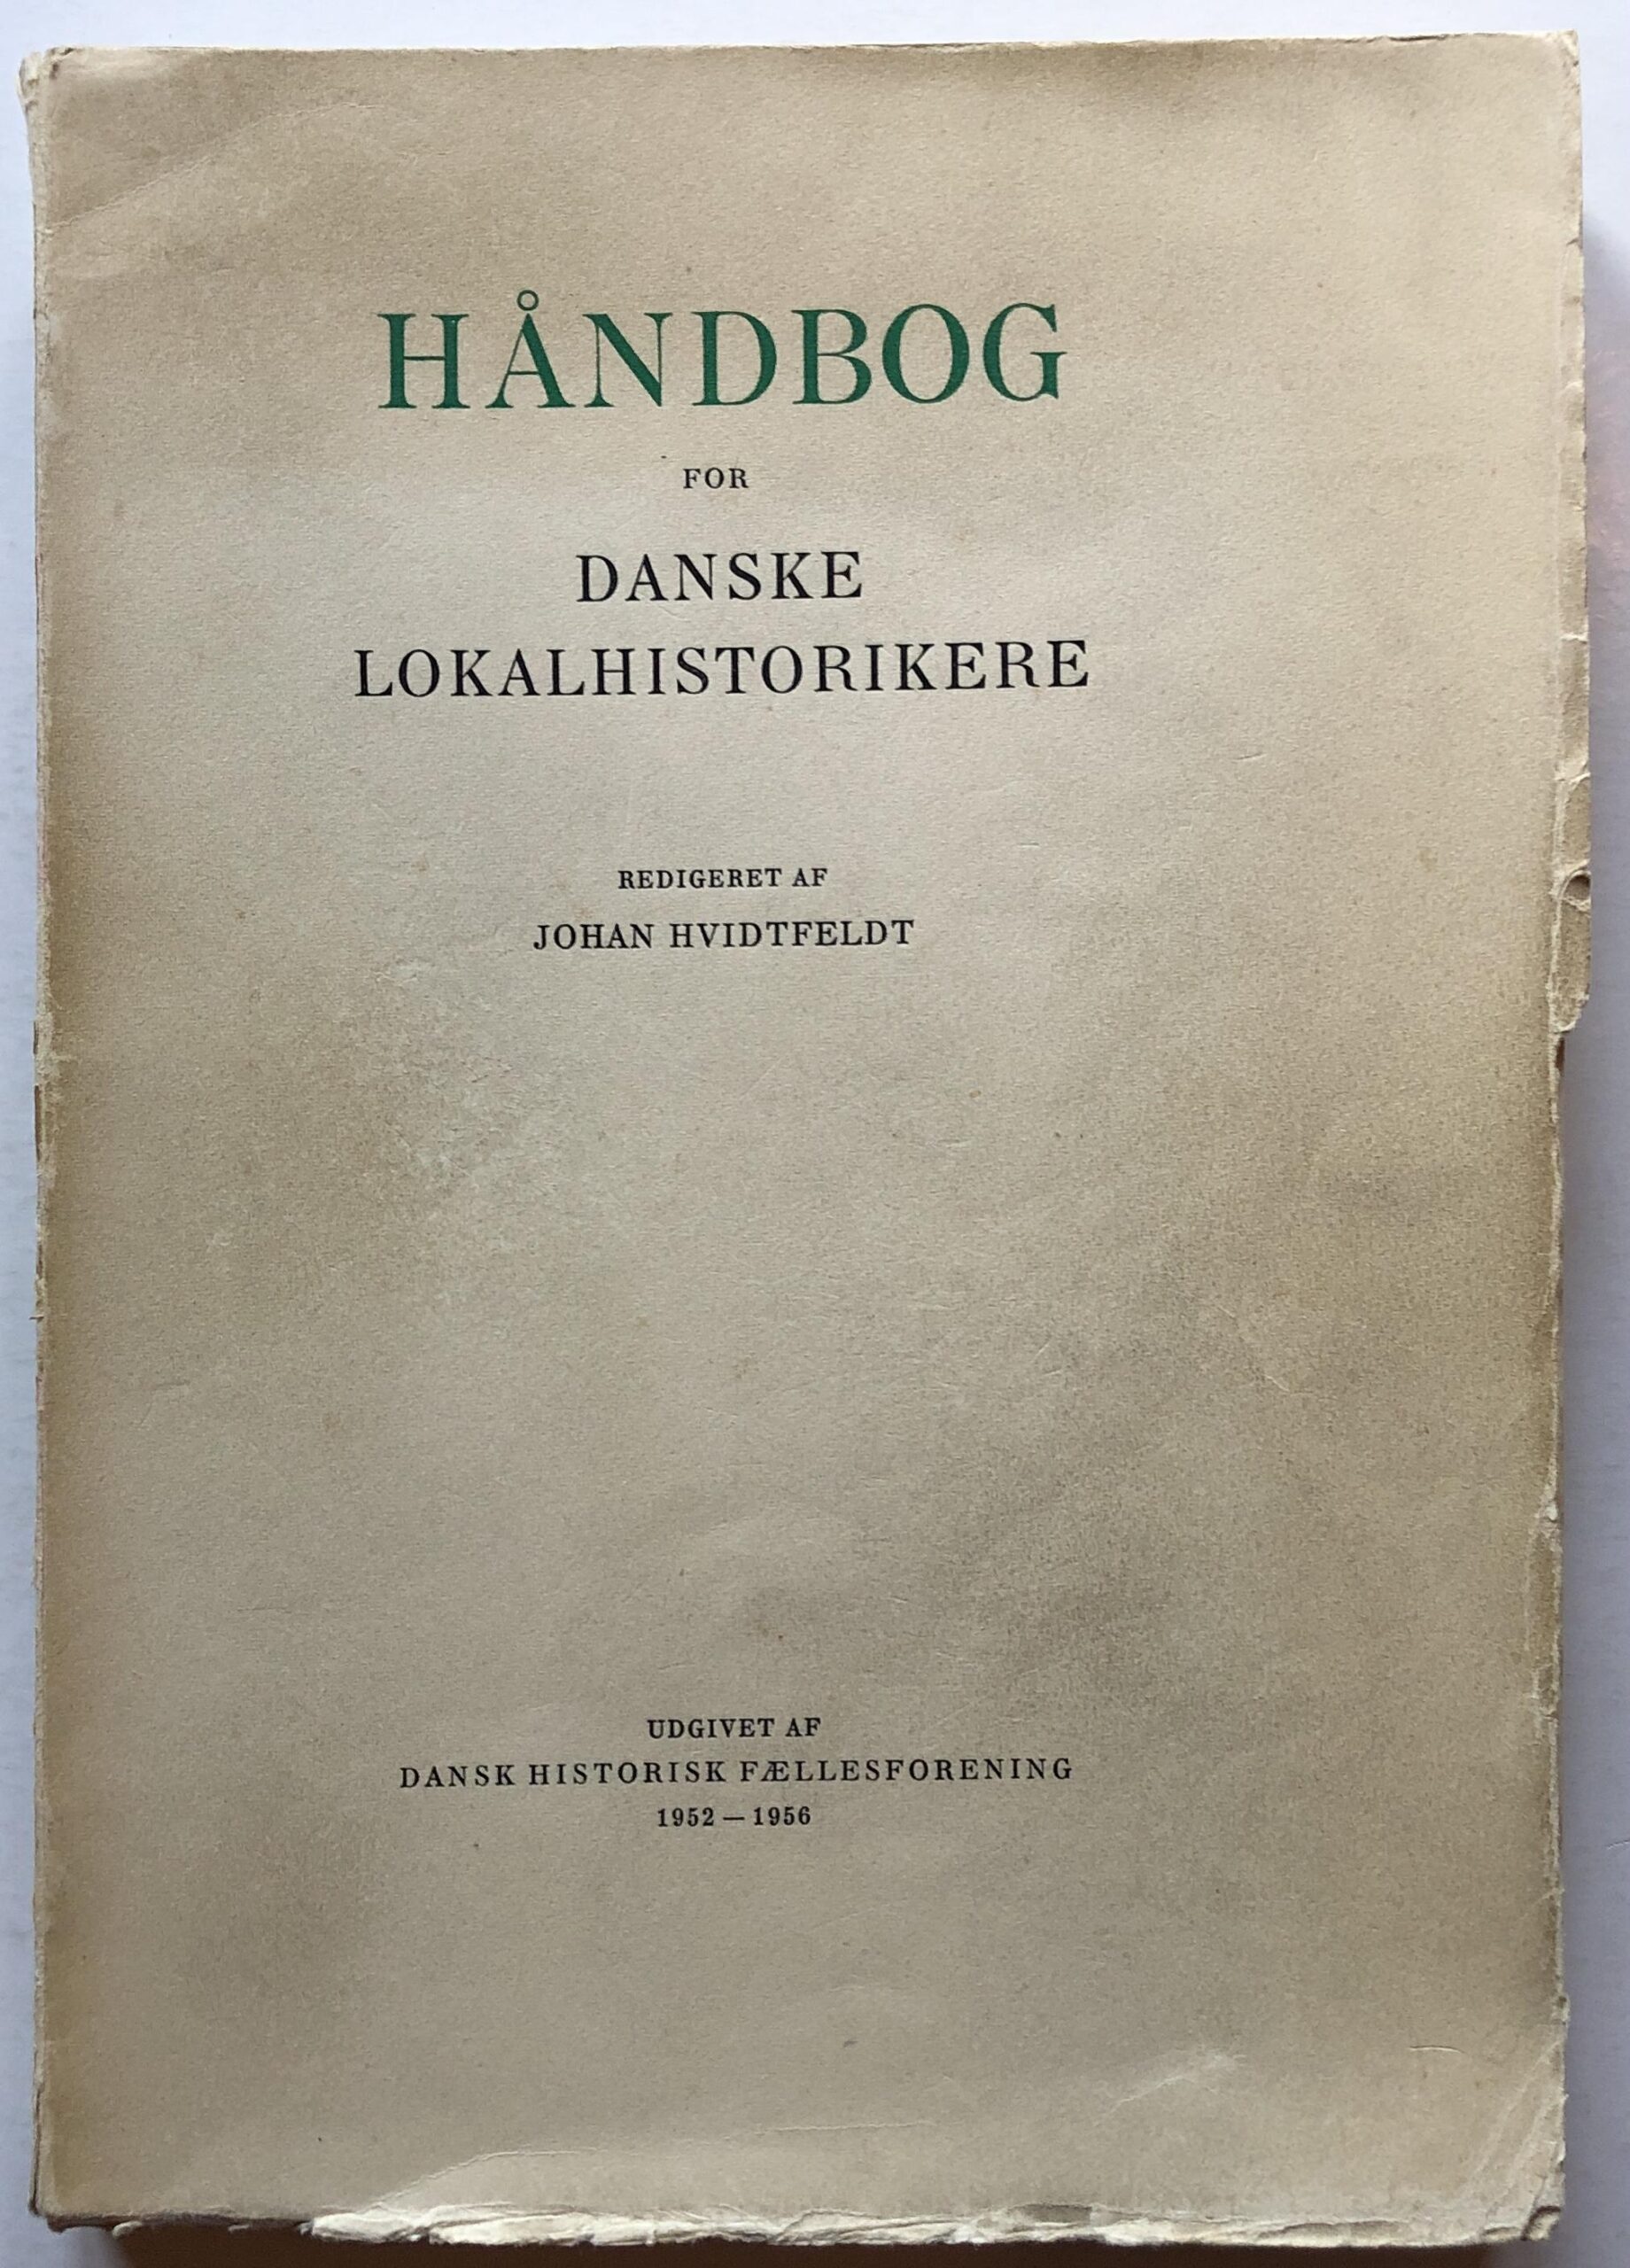 HÅNDBOG
FOR
DANSKE
LOKALHISTORIKERE
REDIGERET AF
JOHAN HVIDTFELDT
UDGIVET AF
DANSK HISTORISK FÆLLESFORENING
1952 — 1956